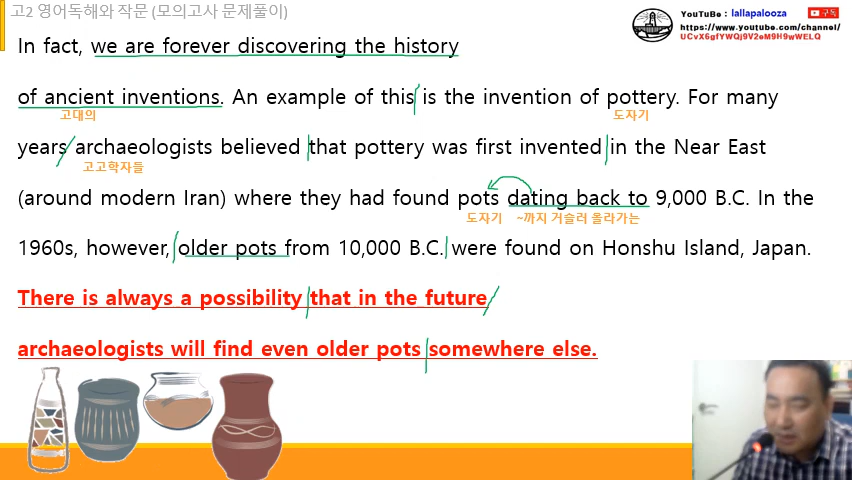 고2 영어독해와 작문 (모의고사 문제풀이)
YouTuBe : lallapalooza 구독
https://www.youtube.com/channel/
UCvX6gfYWQj9V2eM9H9wWELQ
In fact, we are forever discovering the history
of ancient inventions. An example of this is the invention of pottery. For many
고대의 도자기
years archaeologists believed that pottery was first invented in the Near East
고고학자들
(around modern Iran) where they had found pots dating back to 9,000 B.C. In the
도자기 ~까지 거슬러 올라가는
1960s, however, older pots from 10,000 B.C. were found on Honshu Island, Japan.
There is always a possibility that in the future
archaeologists will find even older pots somewhere else.